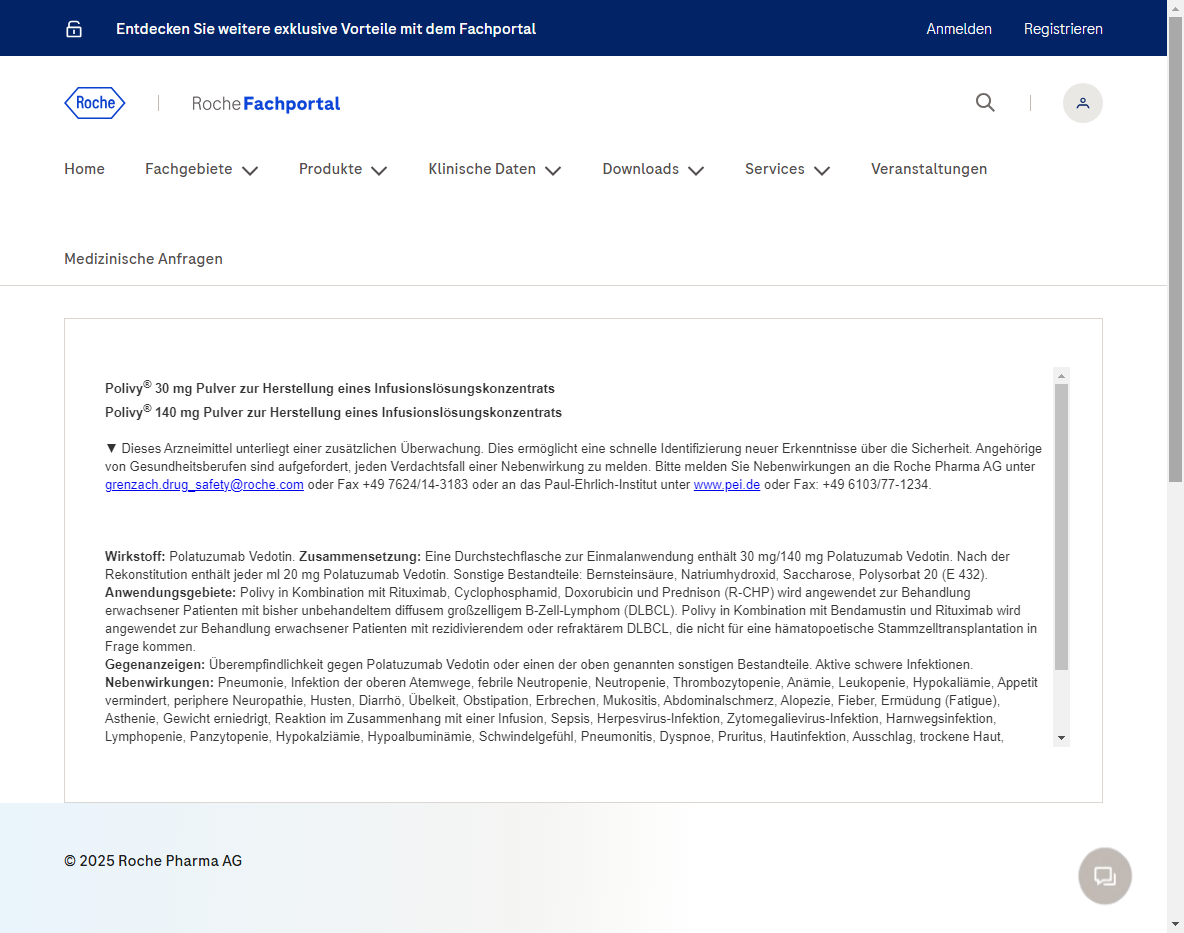 Entdecken Sie weitere exklusive Vorteile mit dem Fachportal
Anmelden
Registrieren
Roche
Roche Fachportal
Home
Fachgebiete
Produkte
Klinische Daten
Downloads
Services
Veranstaltungen
Medizinische Anfragen
Polivy® 30 mg Pulver zur Herstellung eines Infusionslösungskonzentrats
Polivy® 140 mg Pulver zur Herstellung eines Infusionslösungskonzentrats
▼ Dieses Arzneimittel unterliegt einer zusätzlichen Überwachung. Dies ermöglicht eine schnelle Identifizierung neuer Erkenntnisse über die Sicherheit. Angehörige
von Gesundheitsberufen sind aufgefordert, jeden Verdachtsfall einer Nebenwirkung zu melden. Bitte melden Sie Nebenwirkungen an die Roche Pharma AG unter
grenzach.drug_safety@roche.com oder Fax +49 7624/14-3183 oder an das Paul-Ehrlich-Institut unter www.pei.de oder Fax: +49 6103/77-1234.
Wirkstoff: Polatuzumab Vedotin. Zusammensetzung: Eine Durchstechflasche zur Einmalanwendung enthält 30 mg/140 mg Polatuzumab Vedotin. Nach der
Rekonstitution enthält jeder ml 20 mg Polatuzumab Vedotin. Sonstige Bestandteile: Bernsteinsäure, Natriumhydroxid, Saccharose, Polysorbat 20 (E 432).
Anwendungsgebiete: Polivy in Kombination mit Rituximab, Cyclophosphamid, Doxorubicin und Prednison (R-CHP) wird angewendet zur Behandlung
erwachsener Patienten mit bisher unbehandeltem diffusem großzelligem B-Zell-Lymphom (DLBCL). Polivy in Kombination mit Bendamustin und Rituximab wird
angewendet zur Behandlung erwachsener Patienten mit rezidivierendem oder refraktärem DLBCL, die nicht für eine hämatopoetische Stammzelltransplantation in
Frage kommen.
Gegenanzeigen: Überempfindlichkeit gegen Polatuzumab Vedotin oder einen der oben genannten sonstigen Bestandteile. Aktive schwere Infektionen.
Nebenwirkungen: Pneumonie, Infektion der oberen Atemwege, febrile Neutropenie, Neutropenie, Thrombozytopenie, Anämie, Leukopenie, Hypokaliämie, Appetit
vermindert, periphere Neuropathie, Husten, Diarrhö, Übelkeit, Obstipation, Erbrechen, Mukositis, Abdominalschmerz, Alopezie, Fieber, Ermüdung (Fatigue),
Asthenie, Gewicht erniedrigt, Reaktion im Zusammenhang mit einer Infusion, Sepsis, Herpesvirus-Infektion, Zytomegalievirus-Infektion, Harnwegsinfektion,
Lymphopenie, Panzytopenie, Hypokalziämie, Hypoalbuminämie, Schwindelgefühl, Pneumonitis, Dyspnoe, Pruritus, Hautinfektion, Ausschlag, trockene Haut,
© 2025 Roche Pharma AG